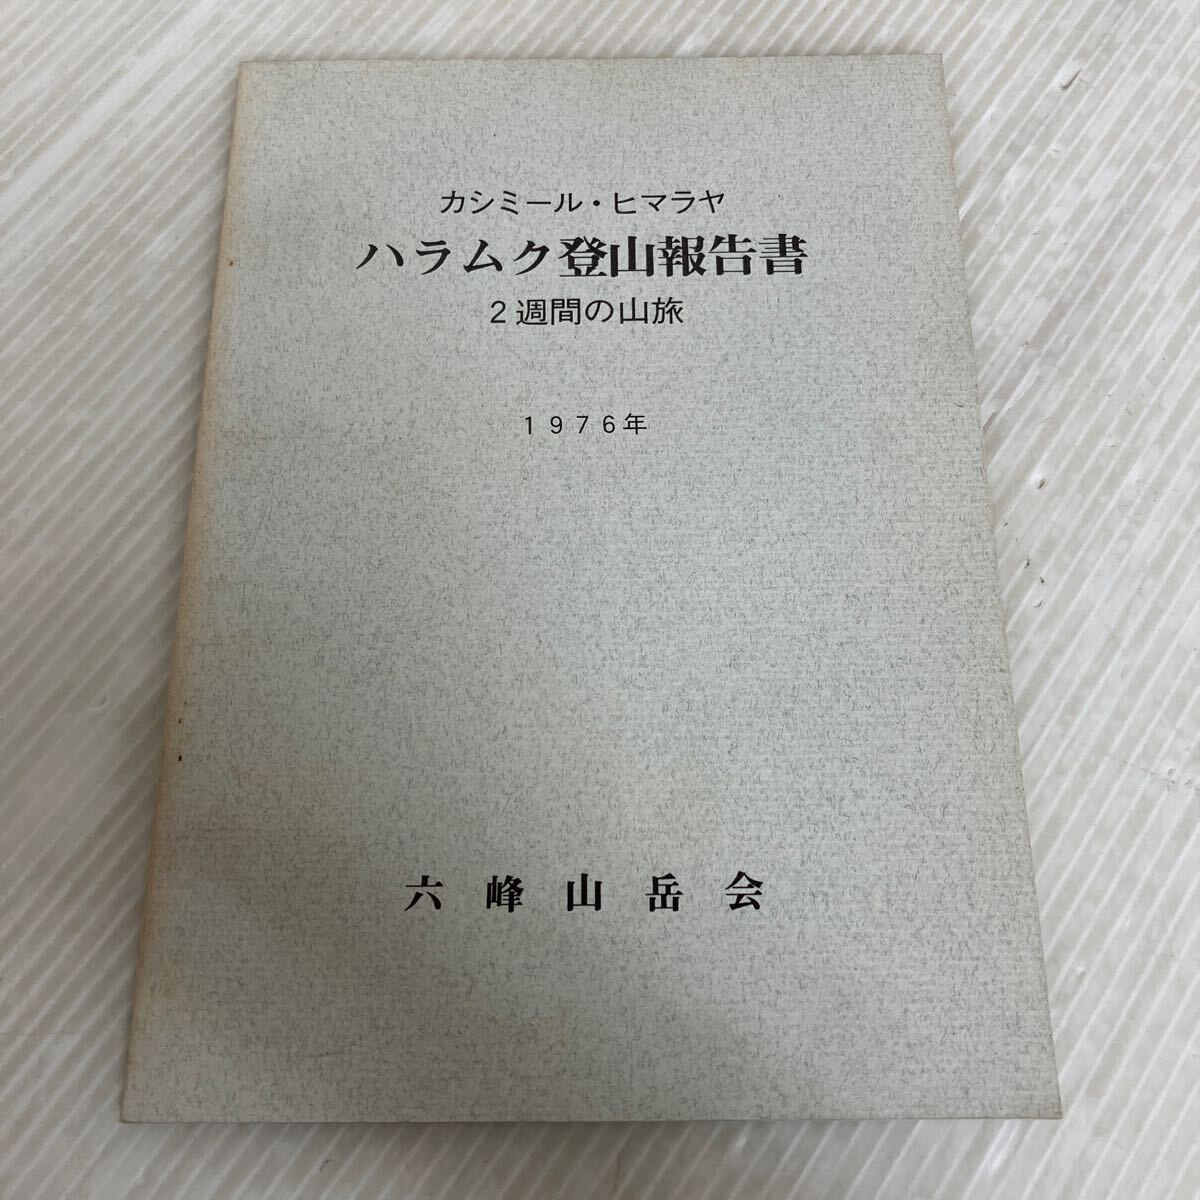 カシミール・ヒマラヤ
ハラムク登山報告書
2週間の山旅
1976年
六峰山岳会